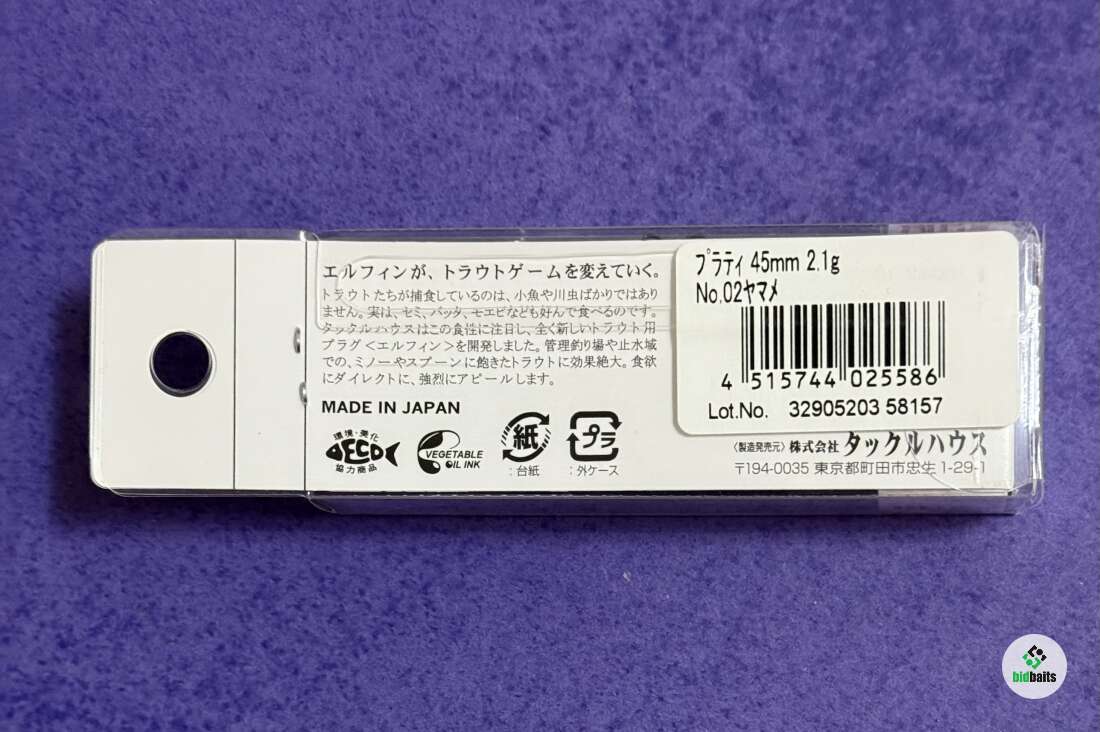 エルフィンが、トラウトゲームを変えていく。
トラウトたちが捕食しているのは、小魚や川虫ばかりではあり
ません。実は、セミ、バッタ、モエビなども好んで食べるのです。
タックルハウスはこの食性に注目し、全く新しいトラウト用
プラグ＜エルフィン＞を開発しました。管理釣り場や止水域
での、ミノーやスプーンに飽きたトラウトに効果絶大。食欲
にダイレクトに、強烈にアピールします。
MADE IN JAPAN
環境・美化
ECO
協力商品
VEGETABLE
OIL INK
紙
：台紙
プラ
：外ケース
プラティ 45mm 2.1g
No.02ヤマメ
4 515744 025586
Lot.No. 32905203 58157
〈製造発売元〉株式会社 タックルハウス
〒194-0035 東京都町田市忠生1-29-1
bidbaits